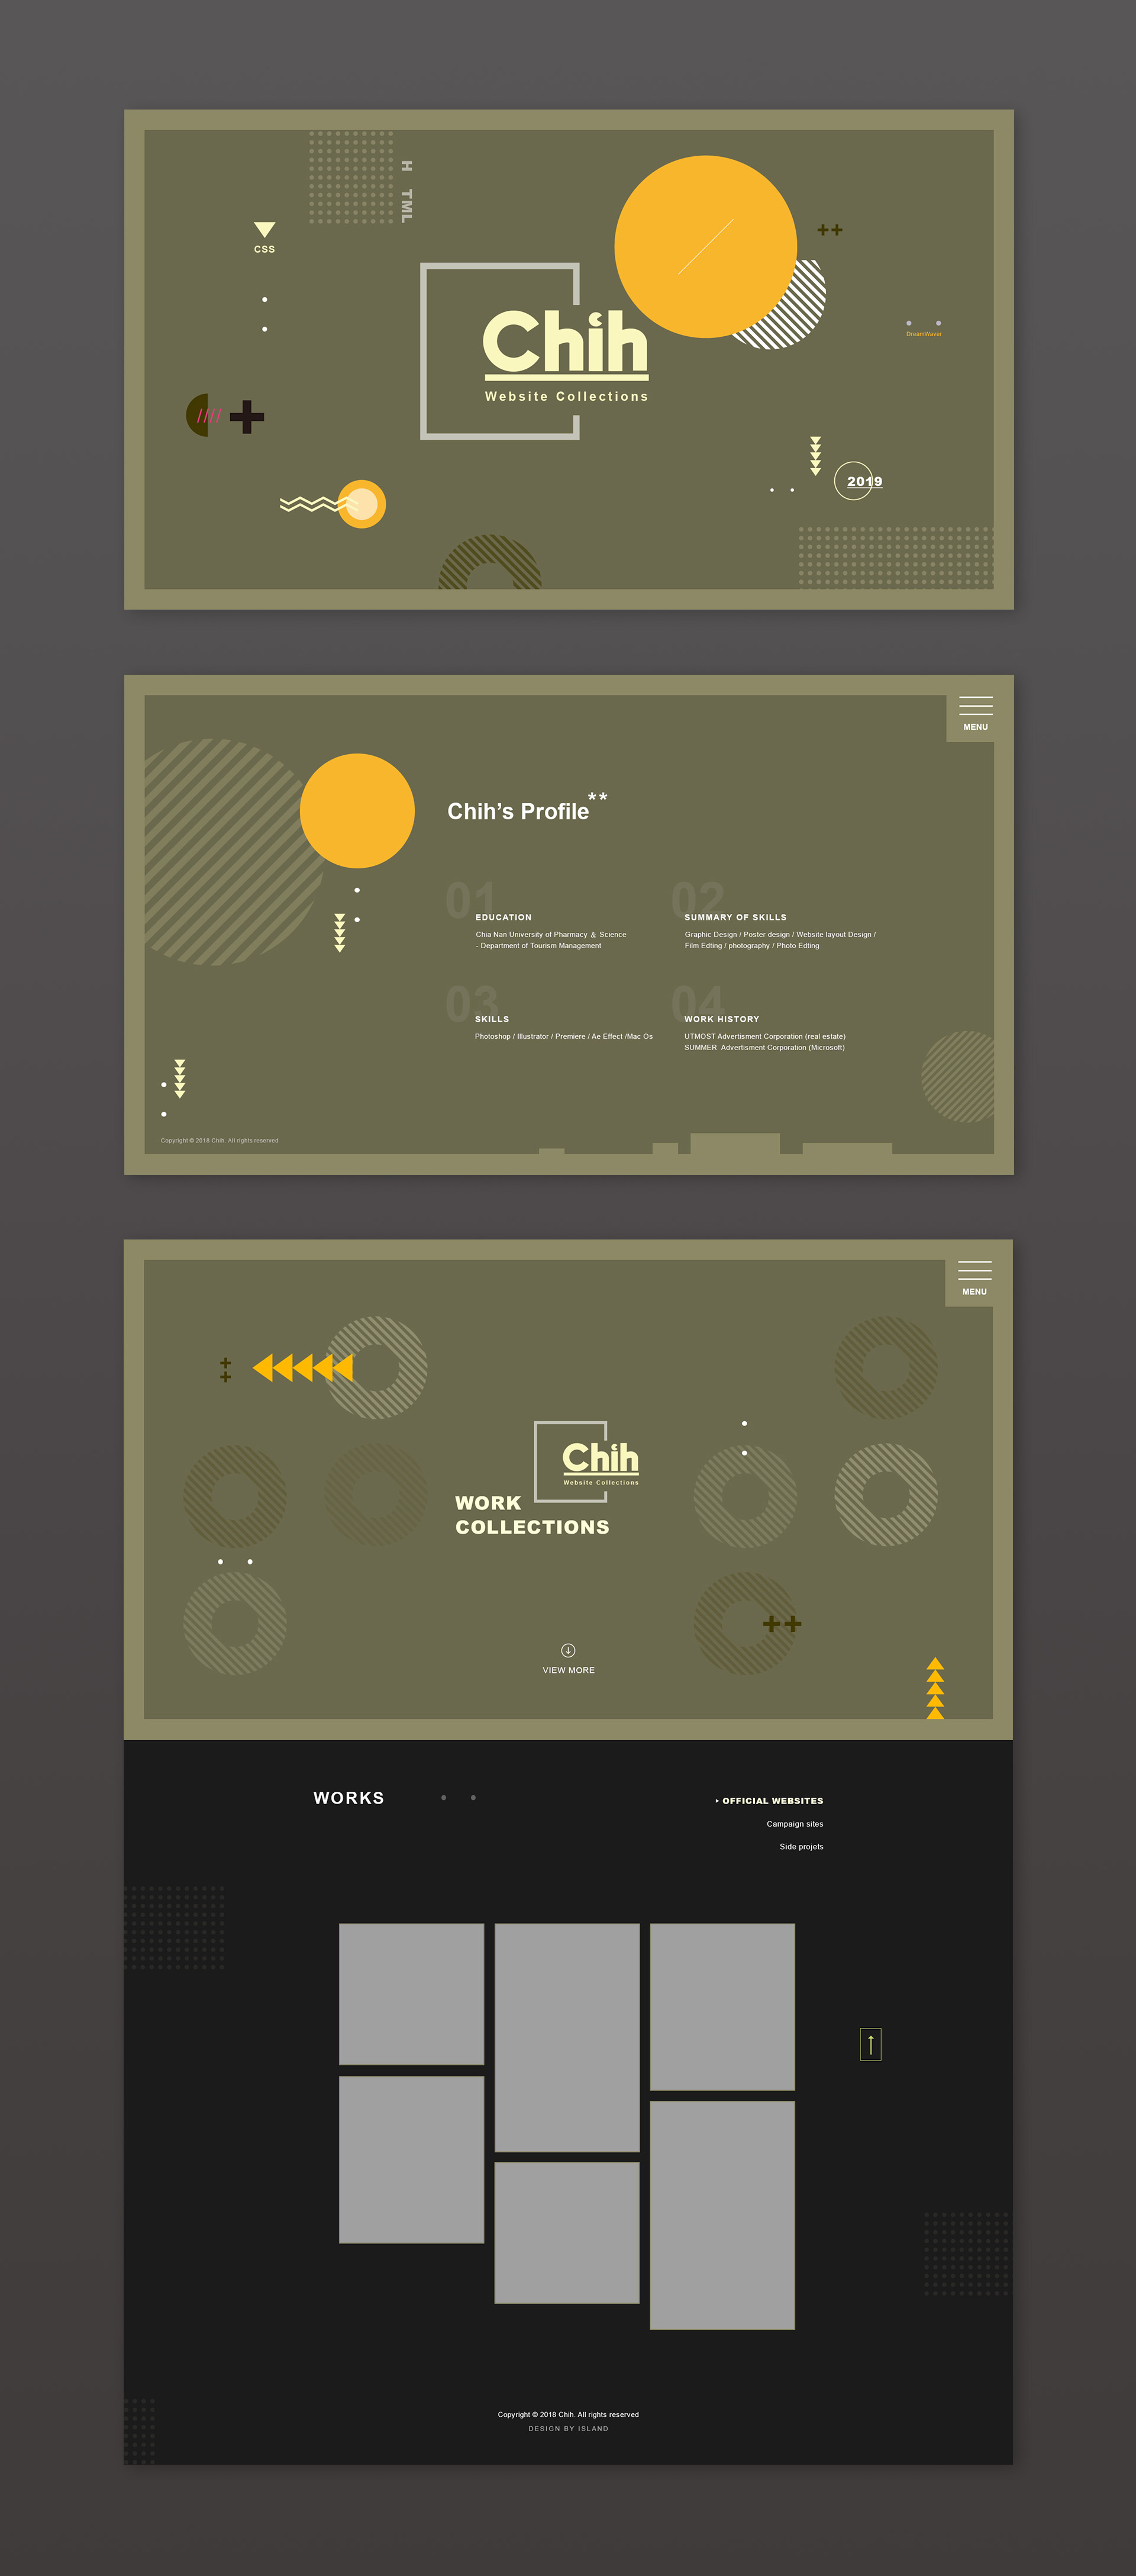 H TML
CSS
Chih
Website Collections
DreamWaver
2019
MENU
Chih’s Profile**
01
EDUCATION
Chia Nan University of Pharmacy & Science
- Department of Tourism Management
02
SUMMARY OF SKILLS
Graphic Design / Poster design / Website layout Design /
Film Edting / photography / Photo Edting
03
SKILLS
Photoshop / Illustrator / Premiere / Ae Effect /Mac Os
04
WORK HISTORY
UTMOST Advertisment Corporation (real estate)
SUMMER Advertisment Corporation (Microsoft)
Copyright © 2018 Chih. All rights reserved
MENU
Chih
Website Collections
WORK
COLLECTIONS
VIEW MORE
WORKS
OFFICIAL WEBSITES
Campaign sites
Side projets
Copyright © 2018 Chih. All rights reserved
DESIGN BY ISLAND